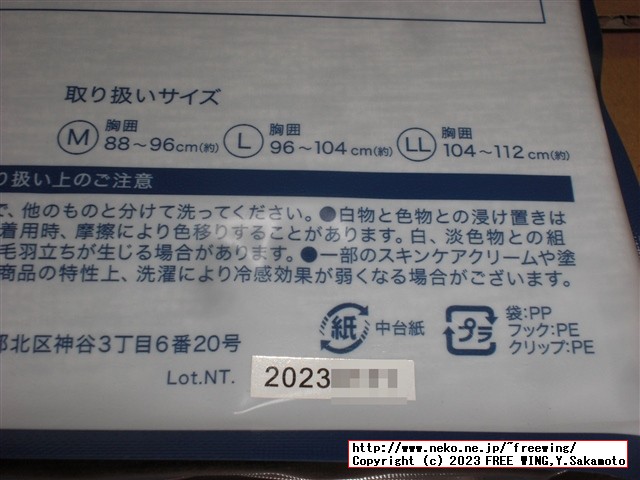 取り扱いサイズ
M 胸囲 88～96cm(約) L 胸囲 96～104cm(約) LL 胸囲 104～112cm(約)
り扱い上のご注意
で、他のものと分けて洗ってください。●白物と色物との浸け置きは
着用時、摩擦により色移りすることがあります。白、淡色物との組
毛羽立ちが生じる場合があります。●一部のスキンケアクリームや塗
商品の特性上、洗濯により冷感効果が弱くなる場合がございます。
紙 中台紙
プラ 袋:PP
フック:PE
クリップ:PE
部北区神谷3丁目6番20号
Lot.NT. 2023
http://www.neko.ne.jp/~freewing/
Copyright (c) 2023 FREE WING,Y.Sakamoto